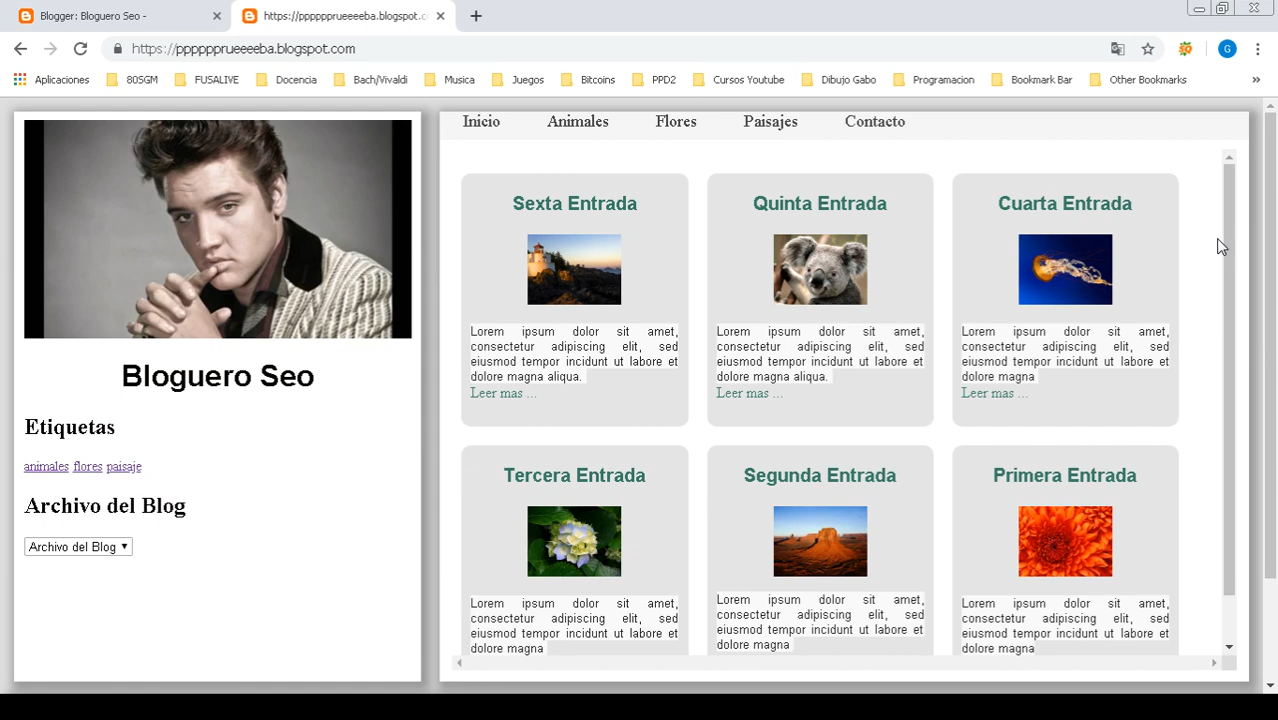 Blogger: Bloguero Seo -
https://ppppppprueeeeba.blogspot.c
https://ppppppprueeeeba.blogspot.com
Aplicaciones 80SGM FUSALIVE Docencia Bach/Vivaldi Musica Juegos Bitcoins PPD2 Cursos Youtube Dibujo Gabo Programacion Bookmark Bar Other Bookmarks »
G
Inicio Animales Flores Paisajes Contacto
Bloguero Seo
Etiquetas
animales flores paisaje
Archivo del Blog
Archivo del Blog
Sexta Entrada
Lorem ipsum dolor sit amet,
consectetur adipiscing elit, sed
eiusmod tempor incidunt ut labore et
dolore magna aliqua.
Leer mas ...
Quinta Entrada
Lorem ipsum dolor sit amet,
consectetur adipiscing elit, sed
eiusmod tempor incidunt ut labore et
dolore magna aliqua.
Leer mas ...
Cuarta Entrada
Lorem ipsum dolor sit amet,
consectetur adipiscing elit, sed
eiusmod tempor incidunt ut labore et
dolore magna
Leer mas ...
Tercera Entrada
Lorem ipsum dolor sit amet,
consectetur adipiscing elit, sed
eiusmod tempor incidunt ut labore et
dolore magna
Segunda Entrada
Lorem ipsum dolor sit amet,
consectetur adipiscing elit, sed
eiusmod tempor incidunt ut labore et
dolore magna
Primera Entrada
Lorem ipsum dolor sit amet,
consectetur adipiscing elit, sed
eiusmod tempor incidunt ut labore et
dolore magna